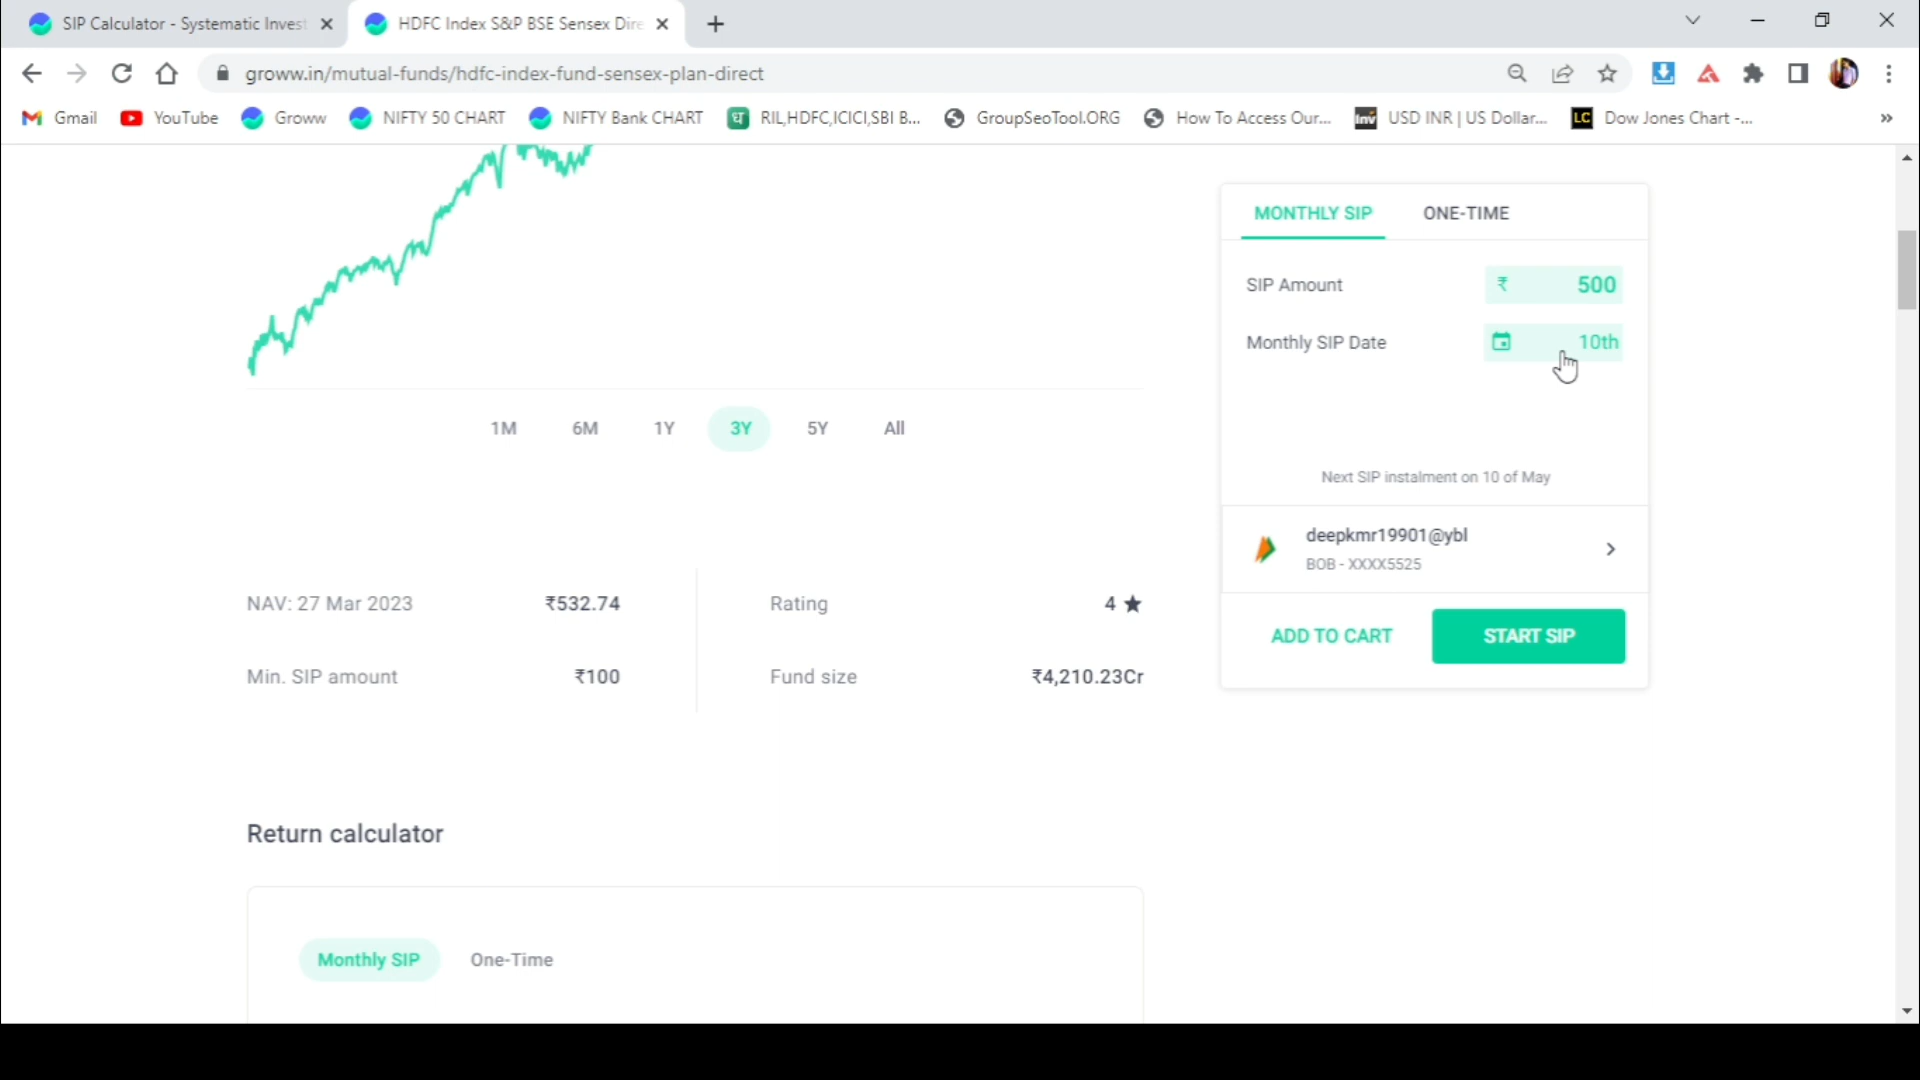 SIP Calculator - Systematic Invest
HDFC Index S&P BSE Sensex Dire
groww.in/mutual-funds/hdfc-index-fund-sensex-plan-direct
Gmail
YouTube
Groww
NIFTY 50 CHART
NIFTY Bank CHART
घ
RIL,HDFC,ICICI,SBI B...
GroupSeoTool.ORG
How To Access Our...
Inv
USD INR | US Dollar...
LC
Dow Jones Chart -...
»
MONTHLY SIP
ONE-TIME
SIP Amount
₹ 500
Monthly SIP Date
10th
1M
6M
1Y
3Y
5Y
All
Next SIP instalment on 10 of May
deepkmr19901@ybl
BOB - XXXX5525
NAV: 27 Mar 2023
₹532.74
Rating
4 ★
ADD TO CART
START SIP
Min. SIP amount
₹100
Fund size
₹4,210.23Cr
Return calculator
Monthly SIP
One-Time